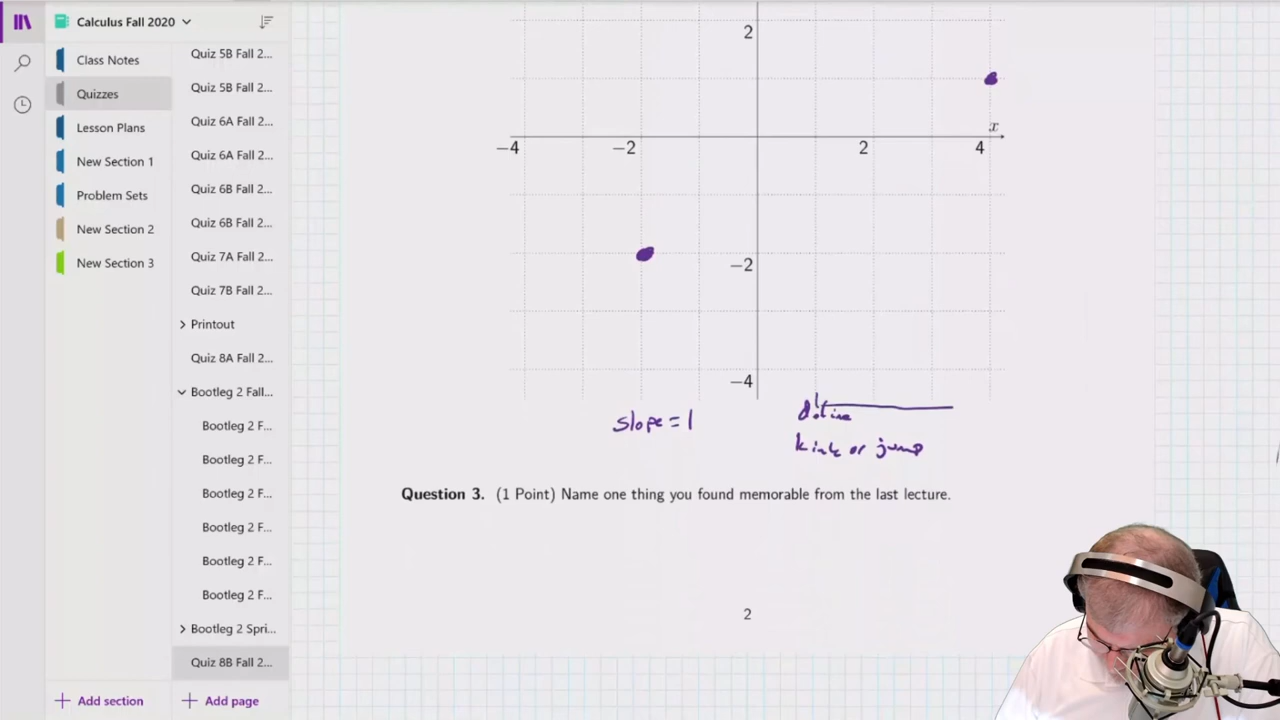 Calculus Fall 2020
Class Notes
Quizzes
Lesson Plans
New Section 1
Problem Sets
New Section 2
New Section 3
Add section
Quiz 5B Fall 2...
Quiz 5B Fall 2...
Quiz 6A Fall 2...
Quiz 6A Fall 2...
Quiz 6B Fall 2...
Quiz 6B Fall 2...
Quiz 7A Fall 2...
Quiz 7B Fall 2...
Printout
Quiz 8A Fall 2...
Bootleg 2 Fall...
Bootleg 2 F...
Bootleg 2 F...
Bootleg 2 F...
Bootleg 2 F...
Bootleg 2 F...
Bootleg 2 F...
Bootleg 2 Spri...
Quiz 8B Fall 2...
Add page
2
x
−4 −2 2 4
−2
−4
slope = 1
kink or jump
Question 3. (1 Point) Name one thing you found memorable from the last lecture.
2